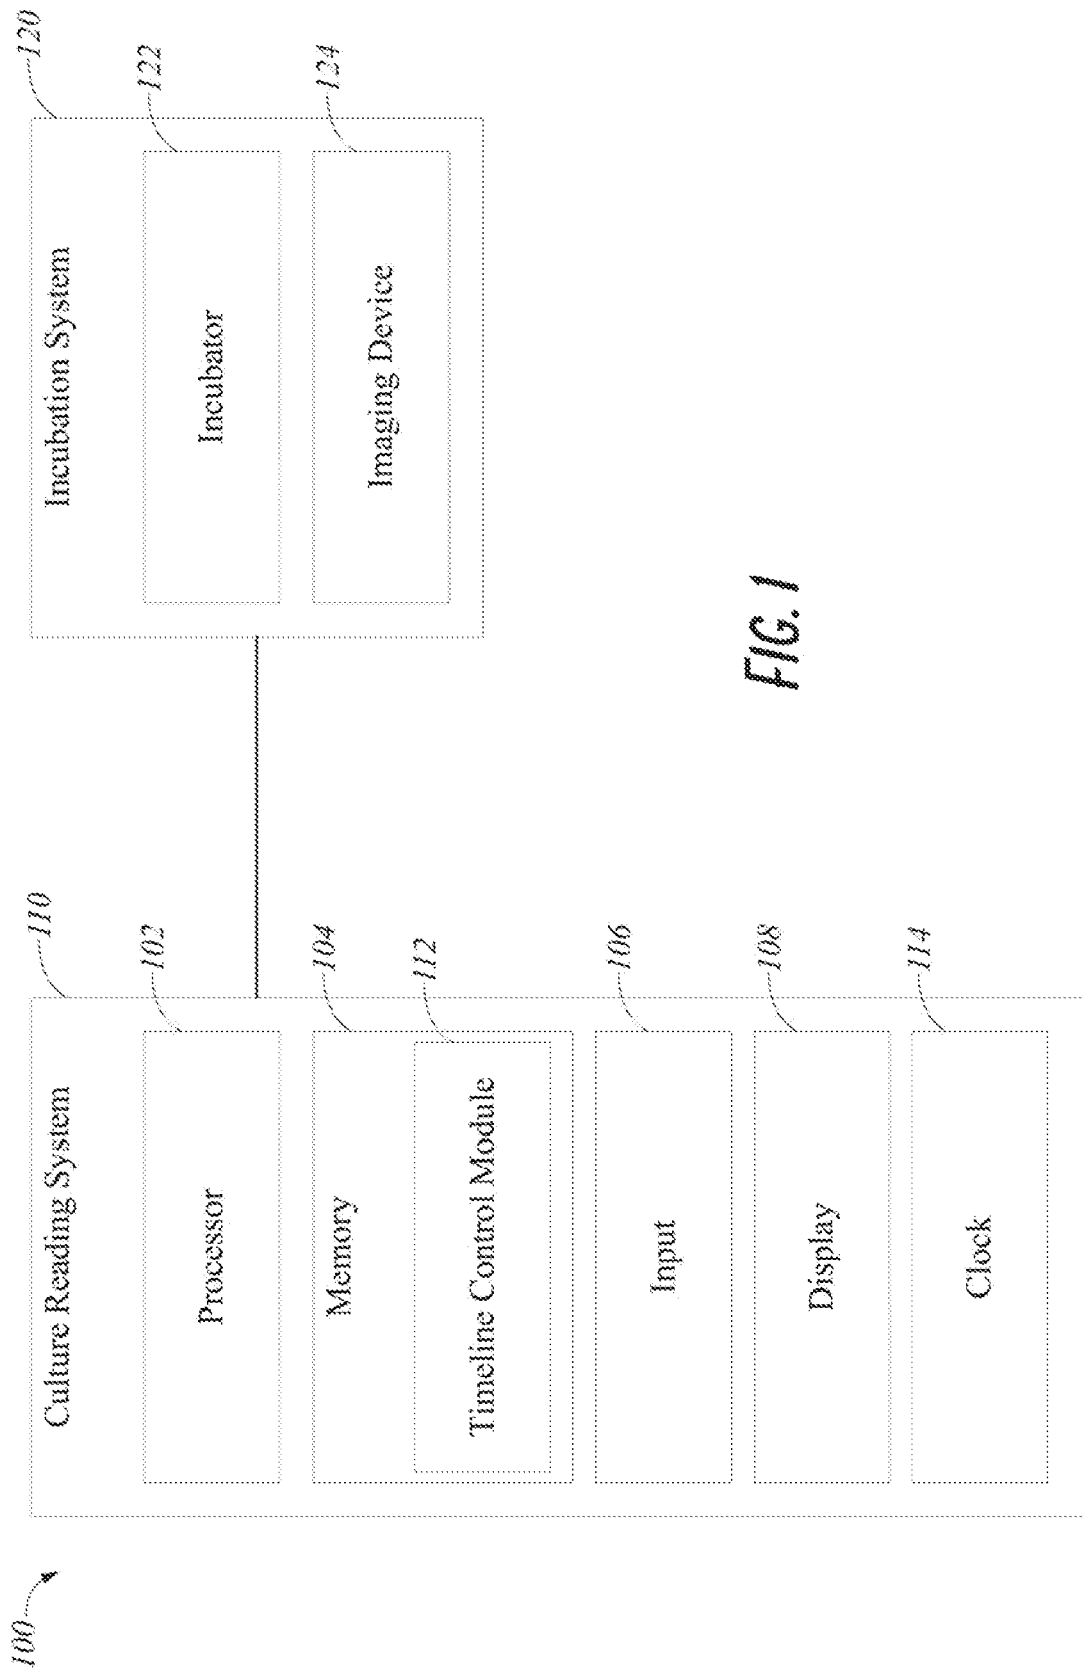 100
110
Culture Reading System
102
Processor
104
Memory
112
Timeline Control Module
106
Input
108
Display
114
Clock
120
Incubation System
122
Incubator
124
Imaging Device
FIG. 1